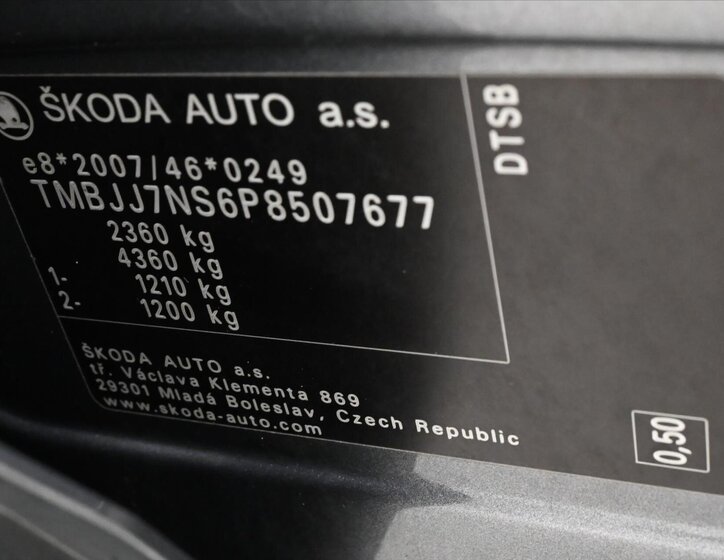 ŠKODA AUTO a.s.
e8*2007/46*0249
TMBJJ7NS6P8507677
2360 kg
4360 kg
1- 1210 kg
2- 1200 kg
DTSB
ŠKODA AUTO a.s.
tř. Václava Klementa 869
29301 Mladá Boleslav, Czech Republic
www.skoda-auto.com
0,50